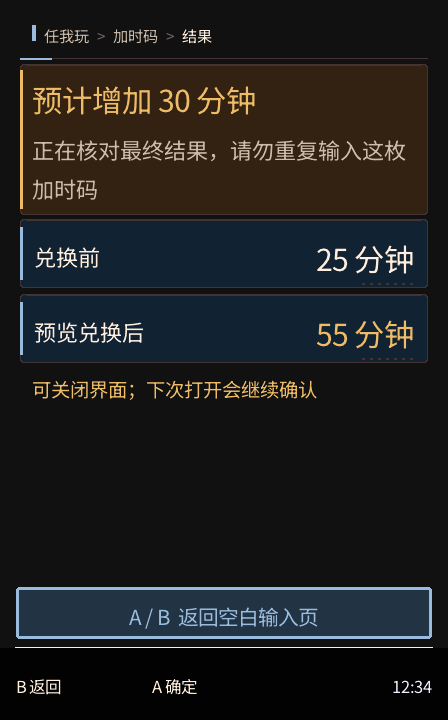 任我玩 > 加时码 > 结果
预计增加 30 分钟
正在核对最终结果，请勿重复输入这枚
加时码
兑换前 25 分钟
预览兑换后 55 分钟
可关闭界面；下次打开会继续确认
A / B 返回空白输入页
B 返回 A 确定 12:34